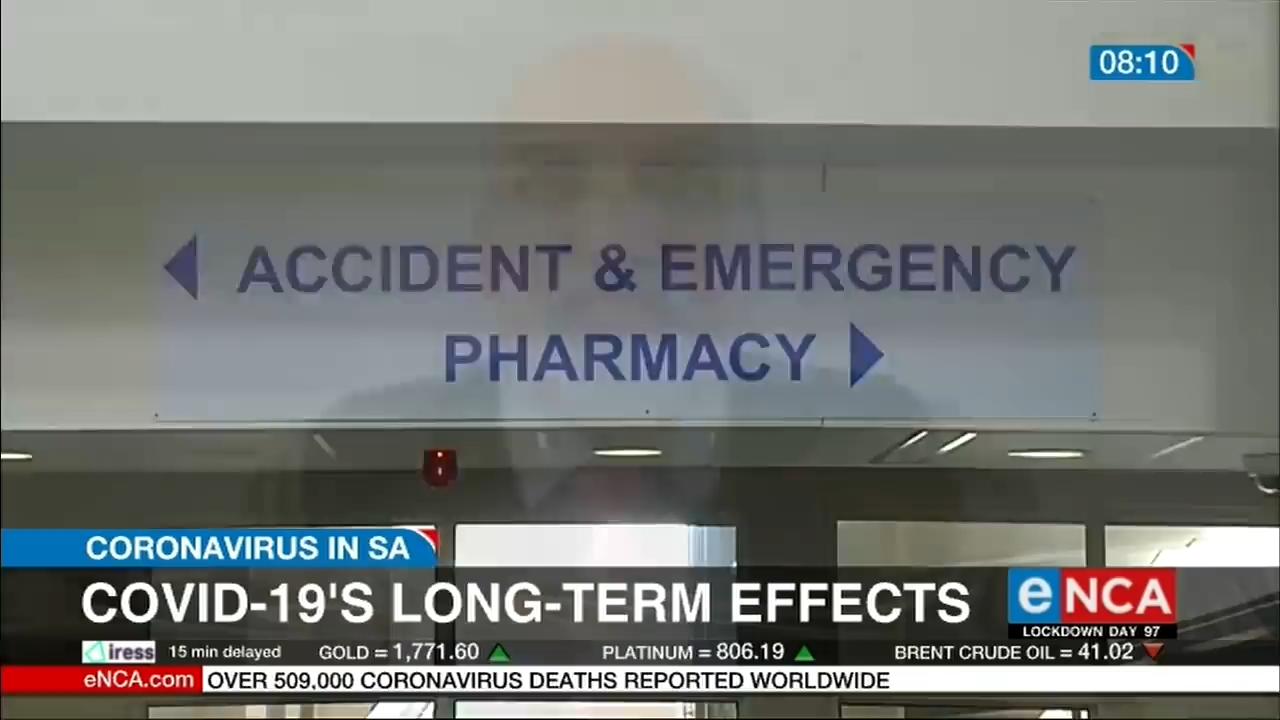 08:10
ACCIDENT & EMERGENCY
PHARMACY
CORONAVIRUS IN SA
COVID-19'S LONG-TERM EFFECTS
eNCA
LOCKDOWN DAY 97
iress 15 min delayed GOLD = 1,771.60 PLATINUM = 806.19 BRENT CRUDE OIL = 41.02
eNCA.com OVER 509,000 CORONAVIRUS DEATHS REPORTED WORLDWIDE